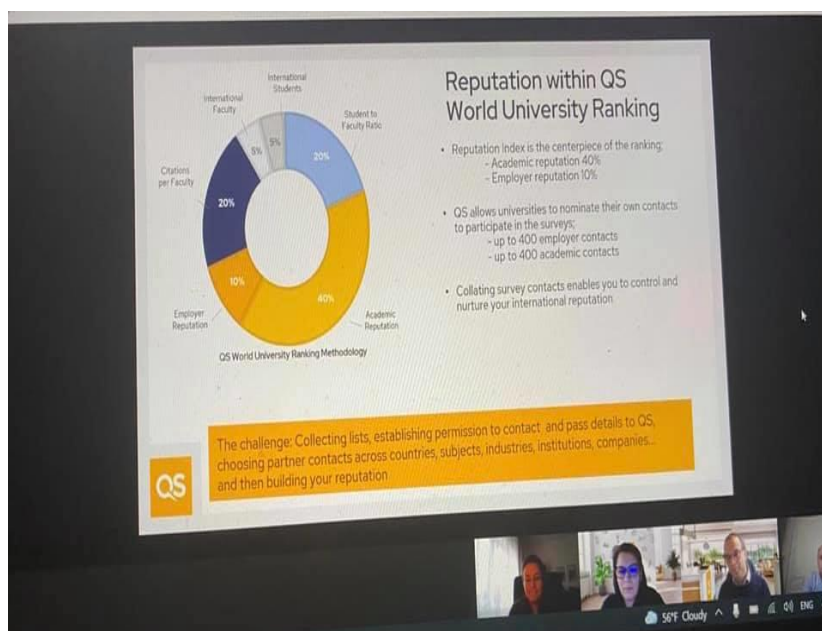 Reputation within QS
World University Ranking
International
Students
International
Faculty
Student to
Faculty Ratio
Citations
per Faculty
Employer
Reputation
Academic
Reputation
5%
5%
20%
20%
10%
40%
QS World University Ranking Methodology
• Reputation Index is the centerpiece of the ranking;
- Academic reputation 40%
- Employer reputation 10%
• QS allows universities to nominate their own contacts
to participate in the surveys;
- up to 400 employer contacts
- up to 400 academic contacts
• Collating survey contacts enables you to control and
nurture your international reputation
The challenge: Collecting lists, establishing permission to contact and pass details to QS,
choosing partner contacts across countries, subjects, industries, institutions, companies...
and then building your reputation
QS
56°F Cloudy
ENG